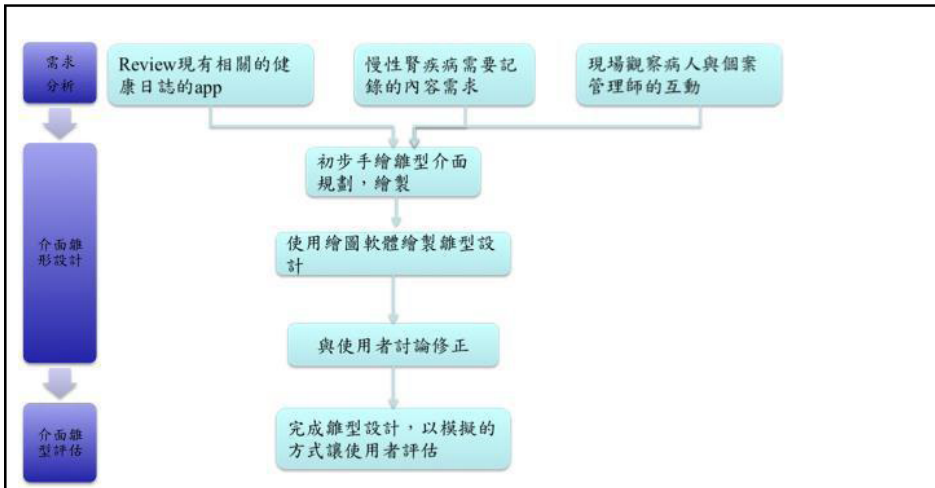 需求
分析
Review現有相關的健
康日誌的app
慢性腎疾病需要記
錄的內容需求
現場觀察病人與個案
管理師的互動
初步手繪雛型介面
規劃，繪製
介面雛
形設計
使用繪圖軟體繪製雛型設
計
與使用者討論修正
介面雛
型評估
完成雛型設計，以模擬的
方式讓使用者評估